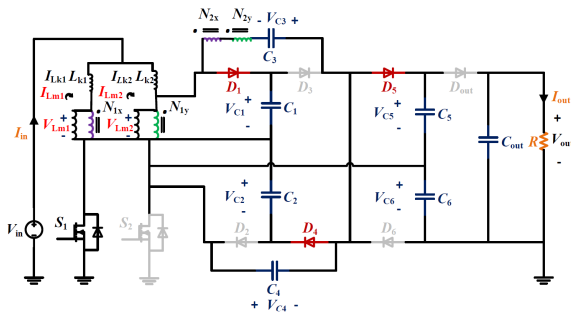 N2x N2y - VC3 +
C3
ILk1 Lk1 ILk2 Lk2
ILm1 ILm2
D1 D3 D5 Dout
N1x N1y
+ VLm1 - + VLm2 -
+ VC1 - C1
+ VC5 - C5
Iin
Iout
Cout
R
+ Vout -
Vin
S1 S2
+ VC2 - C2
+ VC6 - C6
D2 D4 D6
C4
+ VC4 -